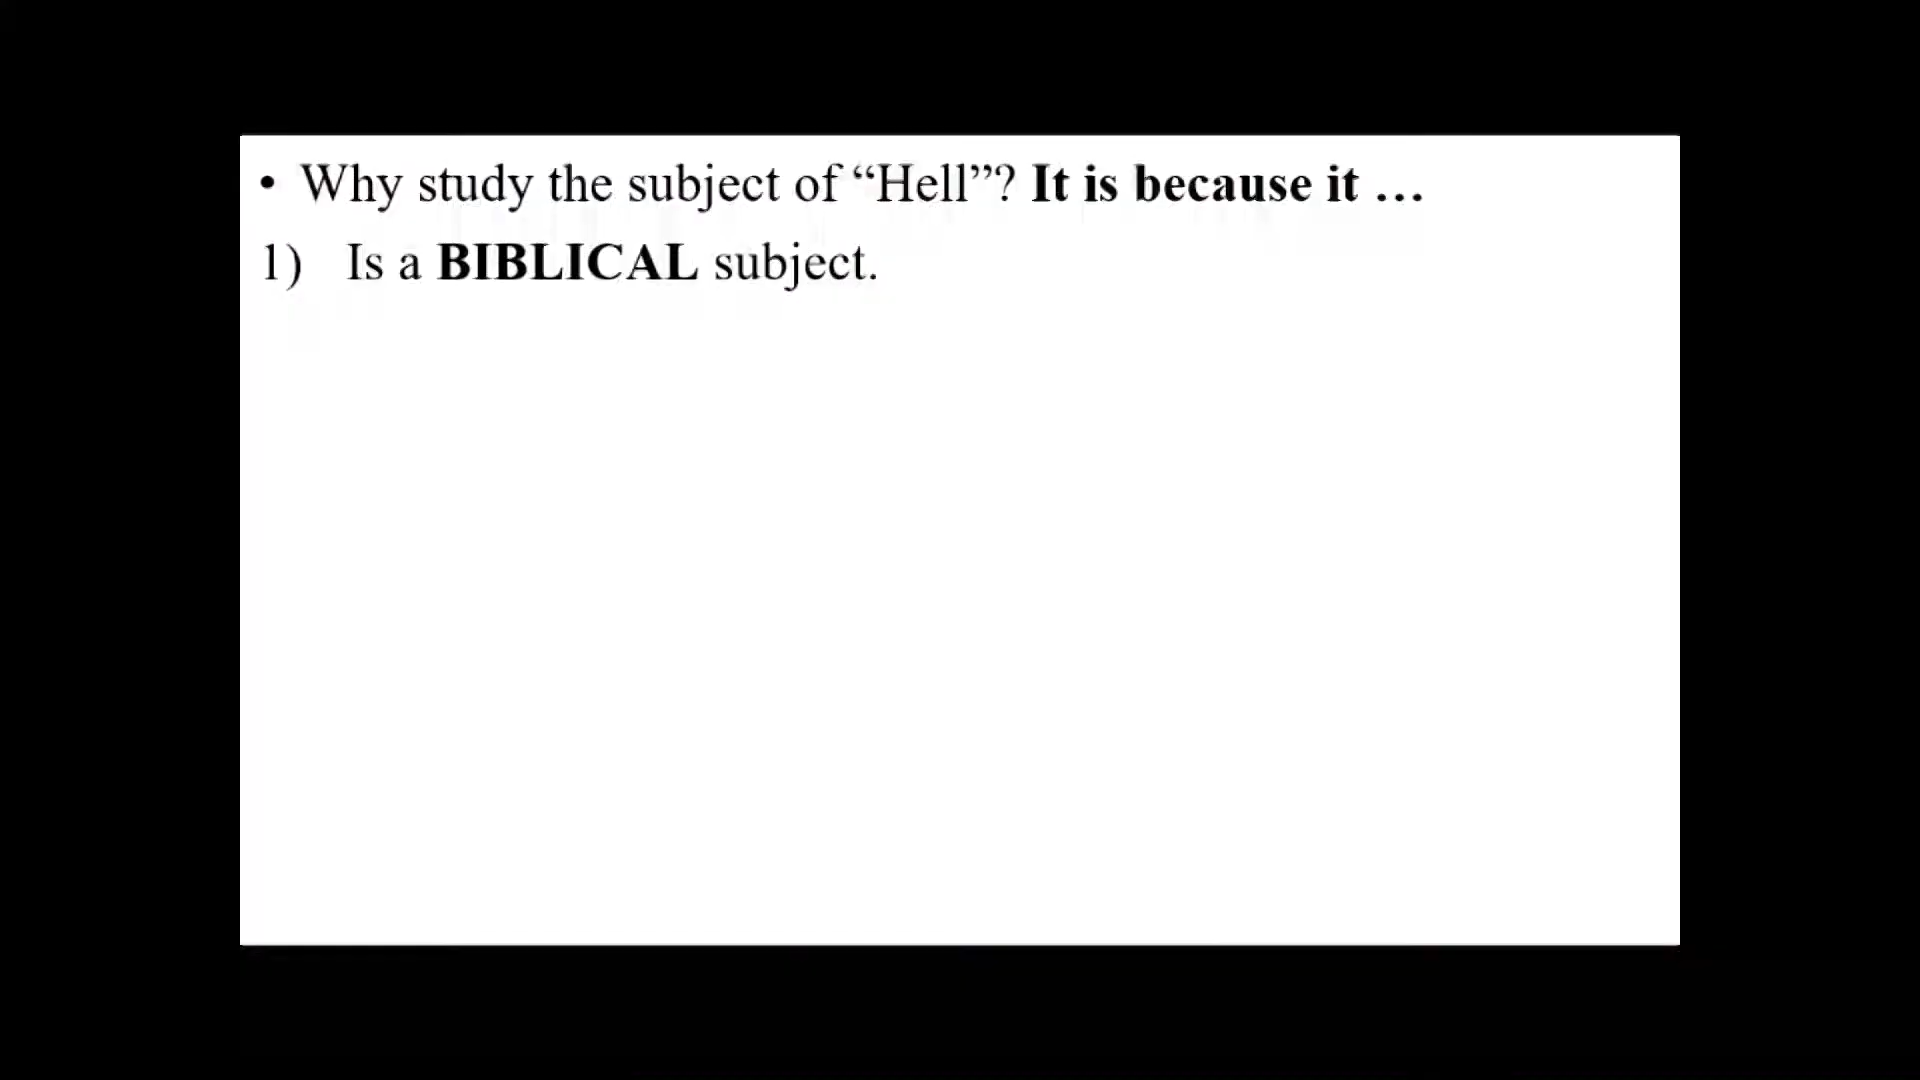 • Why study the subject of “Hell”? It is because it …
1) Is a BIBLICAL subject.